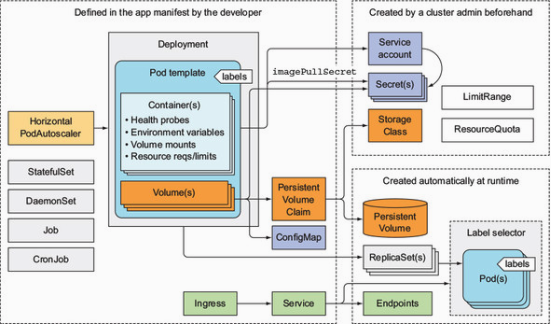 Defined in the app manifest by the developer
Deployment
Pod template
labels
Container(s)
• Health probes
• Environment variables
• Volume mounts
• Resource reqs/limits
Volume(s)
Horizontal
PodAutoscaler
StatefulSet
DaemonSet
Job
CronJob
imagePullSecret
Persistent
Volume
Claim
ConfigMap
Ingress
Service
Created by a cluster admin beforehand
Service
account
Secret(s)
LimitRange
Storage
Class
ResourceQuota
Created automatically at runtime
Persistent
Volume
Label selector
labels
Pod(s)
ReplicaSet(s)
Endpoints